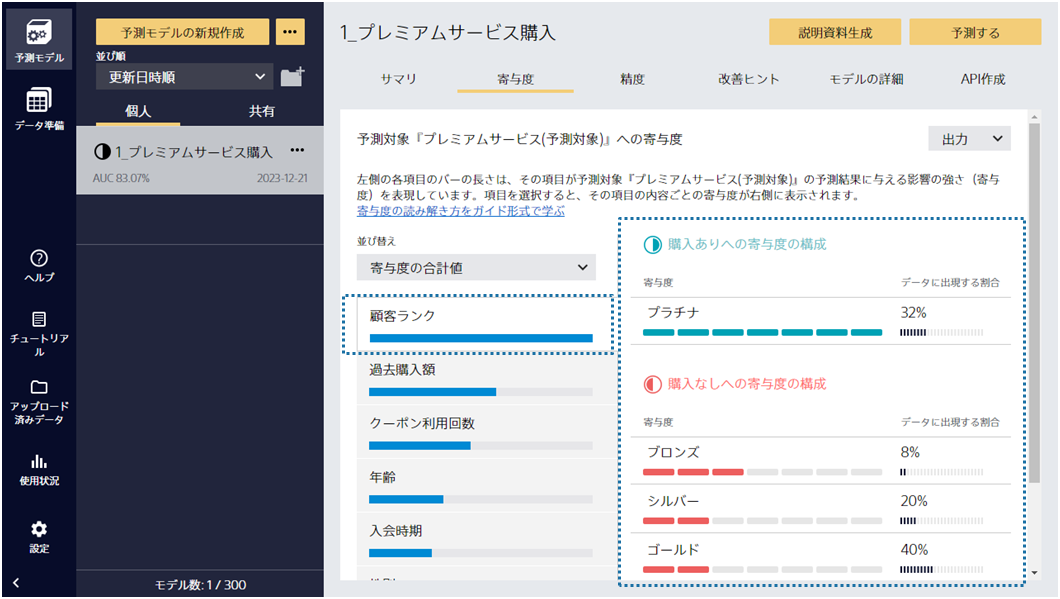 予測モデル
データ準備
ヘルプ
チュートリア
ル
アップロード
済みデータ
使用状況
設定
予測モデルの新規作成
並び順
更新日時順
個人
共有
1_プレミアムサービス購入
AUC 83.07%
2023-12-21
モデル数: 1 / 300
1_プレミアムサービス購入
説明資料生成
予測する
サマリ
寄与度
精度
改善ヒント
モデルの詳細
API作成
予測対象『プレミアムサービス(予測対象)』への寄与度
出力
左側の各項目のバーの長さは、その項目が予測対象『プレミアムサービス(予測対象)』の予測結果に与える影響の強さ（寄与
度）を表現しています。項目を選択すると、その項目の内容ごとの寄与度が右側に表示されます。
寄与度の読み解き方をガイド形式で学ぶ
並び替え
寄与度の合計値
顧客ランク
過去購入額
クーポン利用回数
年齢
入会時期
購入ありへの寄与度の構成
寄与度
データに出現する割合
プラチナ
32%
購入なしへの寄与度の構成
寄与度
データに出現する割合
ブロンズ
8%
シルバー
20%
ゴールド
40%